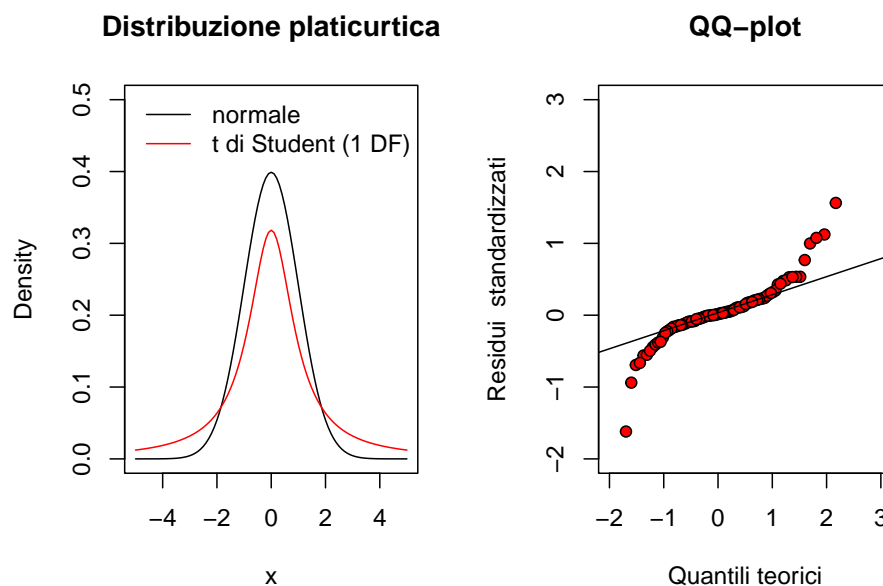 Distribuzione platicurtica
normale
t di Student (1 DF)
Density
0.0 0.1 0.2 0.3 0.4 0.5
−4 −2 0 2 4
x
QQ−plot
Residui standardizzati
−2 −1 0 1 2 3
−2 −1 0 1 2 3
Quantili teorici